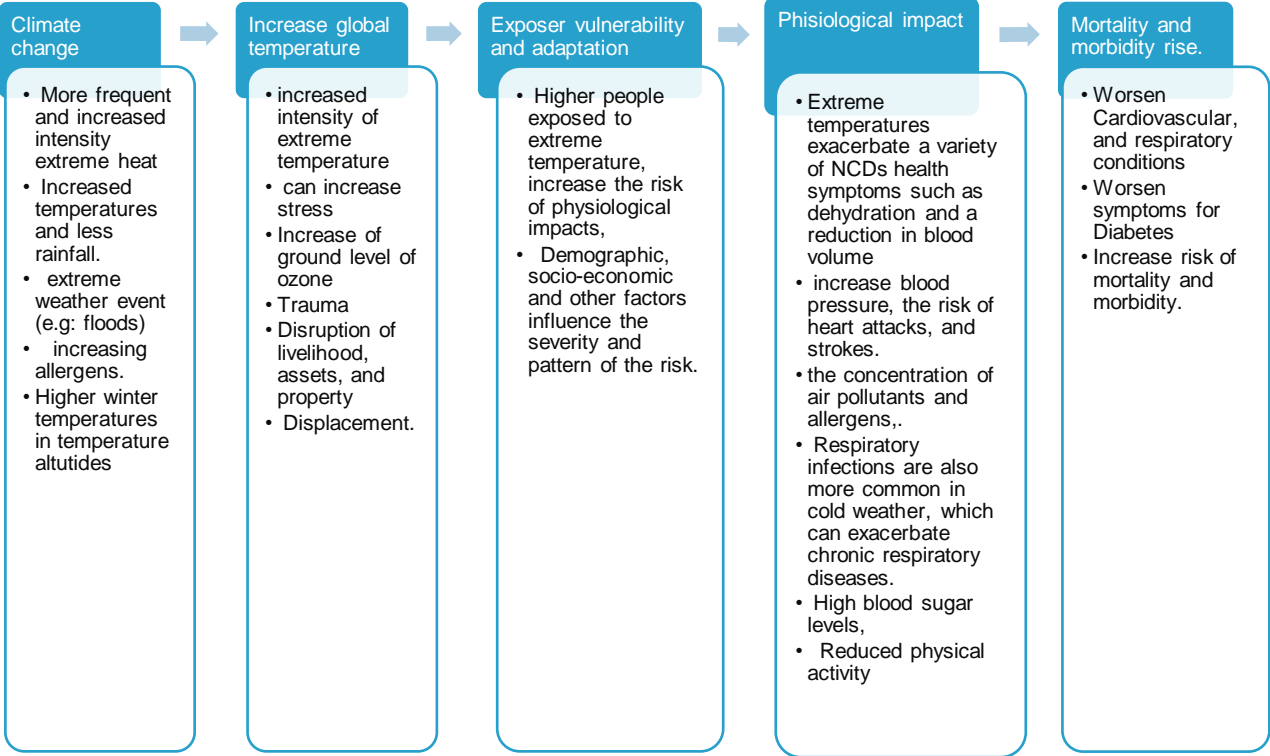 Climate
change
• More frequent
and increased
intensity
extreme heat
• Increased
temperatures
and less
rainfall.
• extreme
weather event
(e.g: floods)
• increasing
allergens.
• Higher winter
temperatures
in temperature
altutides
Increase global
temperature
• increased
intensity of
extreme
temperature
• can increase
stress
• Increase of
ground level of
ozone
• Trauma
• Disruption of
livelihood,
assets, and
property
• Displacement.
Exposer vulnerability
and adaptation
• Higher people
exposed to
extreme
temperature,
increase the risk
of physiological
impacts,
• Demographic,
socio-economic
and other factors
influence the
severity and
pattern of the risk.
Phisiological impact
• Extreme
temperatures
exacerbate a variety
of NCDs health
symptoms such as
dehydration and a
reduction in blood
volume
• increase blood
pressure, the risk of
heart attacks, and
strokes.
• the concentration of
air pollutants and
allergens,.
• Respiratory
infections are also
more common in
cold weather, which
can exacerbate
chronic respiratory
diseases.
• High blood sugar
levels,
• Reduced physical
activity
Mortality and
morbidity rise.
• Worsen
Cardiovascular,
and respiratory
conditions
• Worsen
symptoms for
Diabetes
• Increase risk of
mortality and
morbidity.